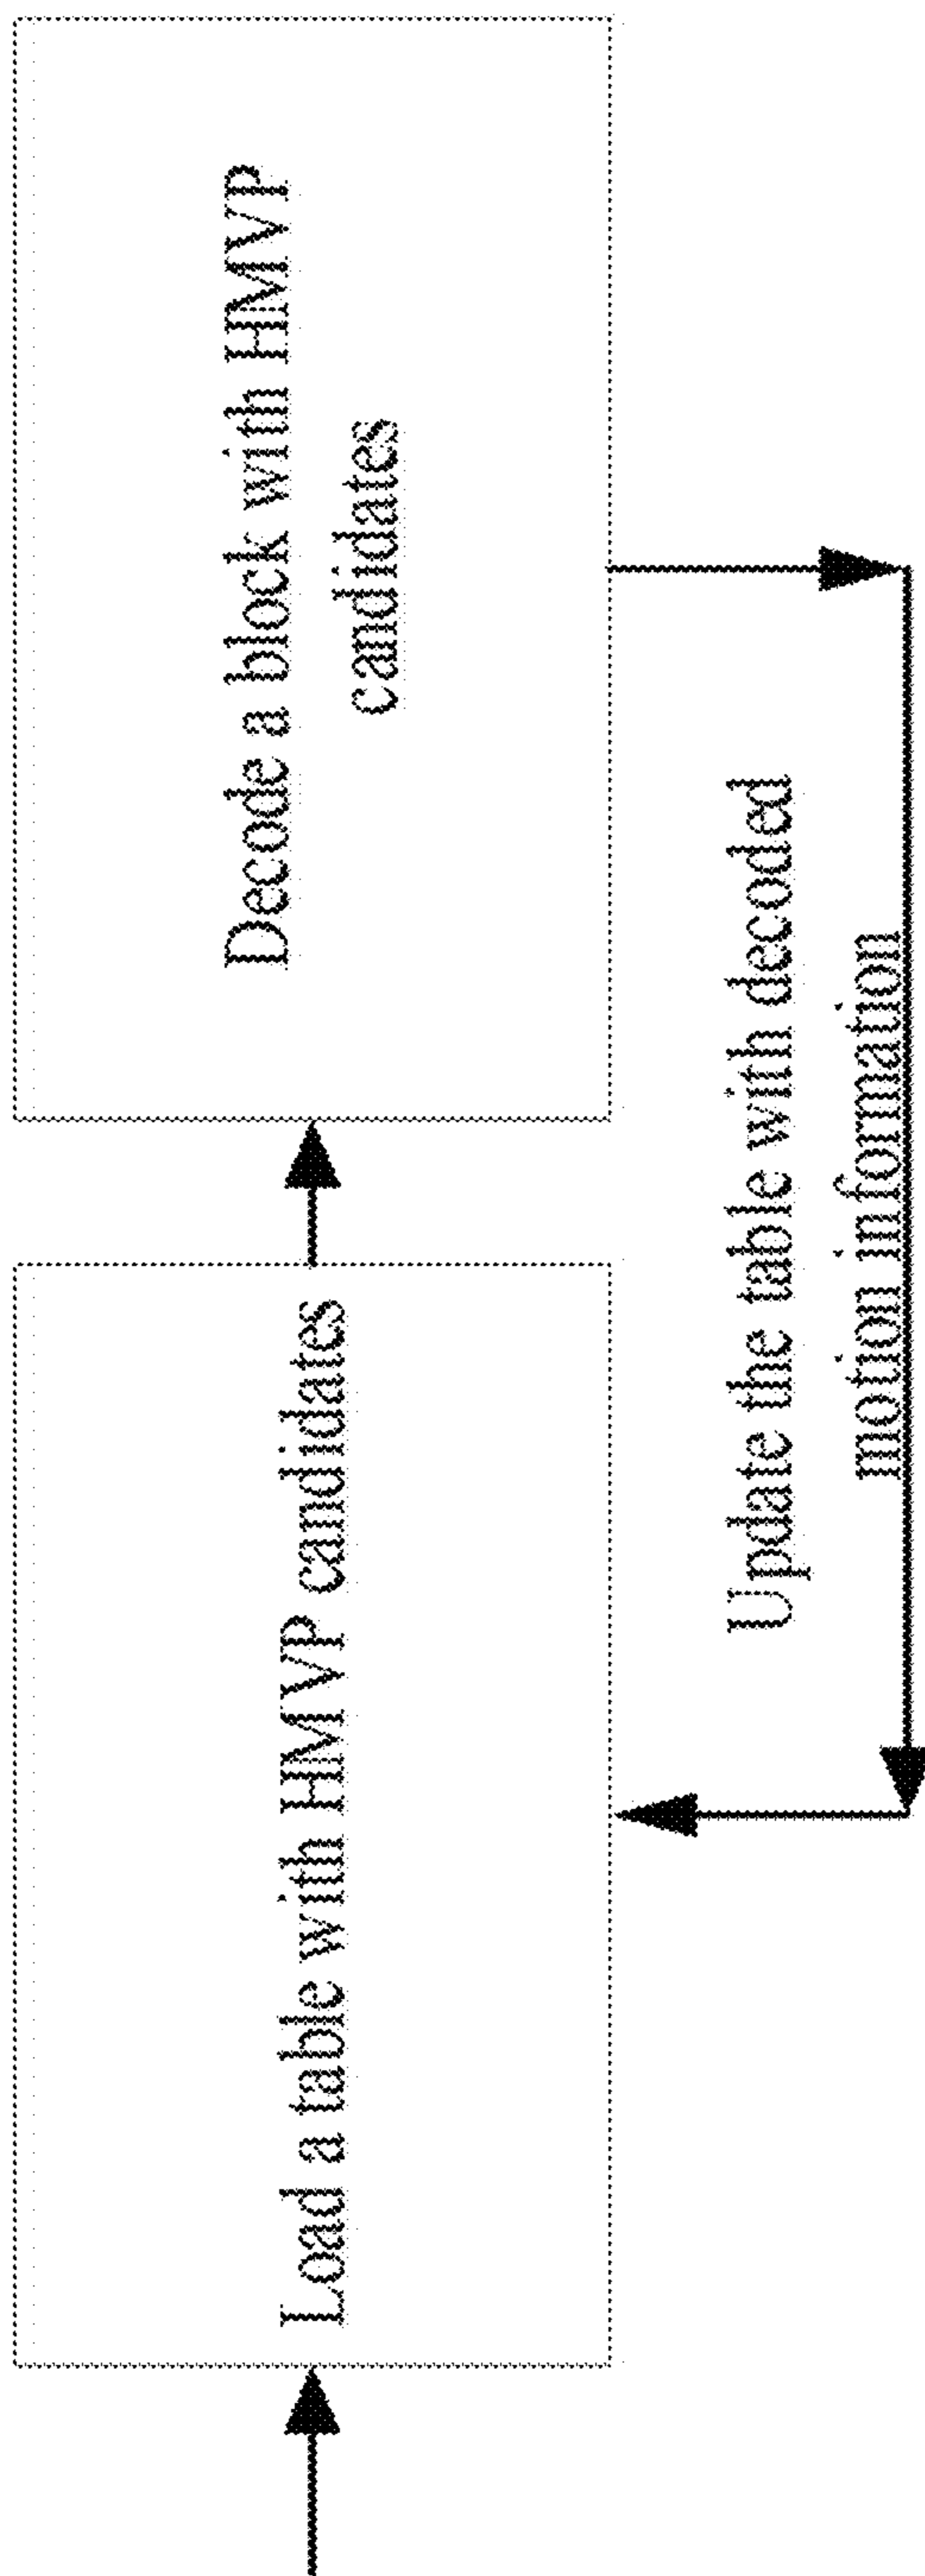 Load a table with HMVP candidates
Decode a block with HMVP
candidates
Update the table with decoded
motion information